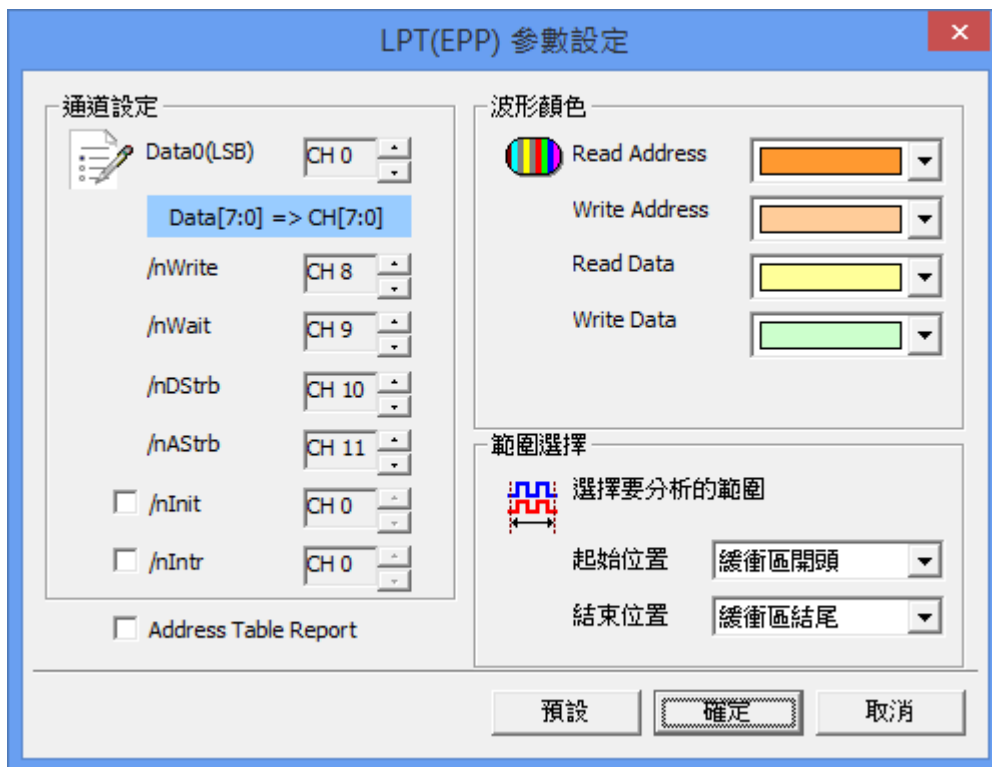 LPT(EPP) 參數設定
通道設定
Data0(LSB) CH 0
Data[7:0] => CH[7:0]
/nWrite CH 8
/nWait CH 9
/nDStrb CH 10
/nAStrb CH 11
/nInit CH 0
/nIntr CH 0
Address Table Report
波形顏色
Read Address
Write Address
Read Data
Write Data
範圍選擇
選擇要分析的範圍
起始位置 緩衝區開頭
結束位置 緩衝區結尾
預設 確定 取消